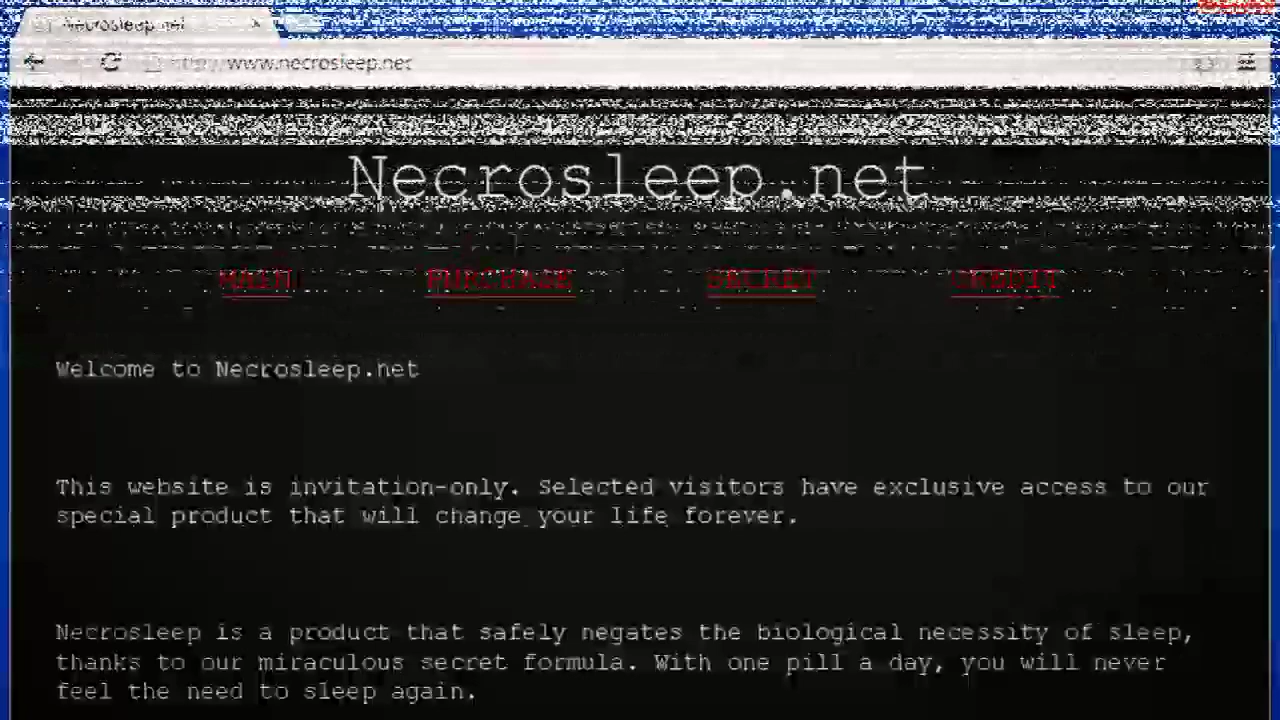 Necrosleep.net
www.necrosleep.net
Necrosleep.net
MAIN PURCHASE SECRET CREDIT
Welcome to Necrosleep.net
This website is invitation-only. Selected visitors have exclusive access to our
special product that will change your life forever.
Necrosleep is a product that safely negates the biological necessity of sleep,
thanks to our miraculous secret formula. With one pill a day, you will never
feel the need to sleep again.